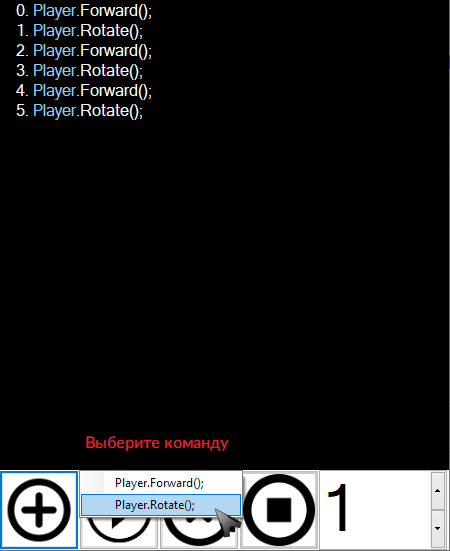 0. Player.Forward();
1. Player.Rotate();
2. Player.Forward();
3. Player.Rotate();
4. Player.Forward();
5. Player.Rotate();
Выберите команду
Player.Forward();
Player.Rotate();
1